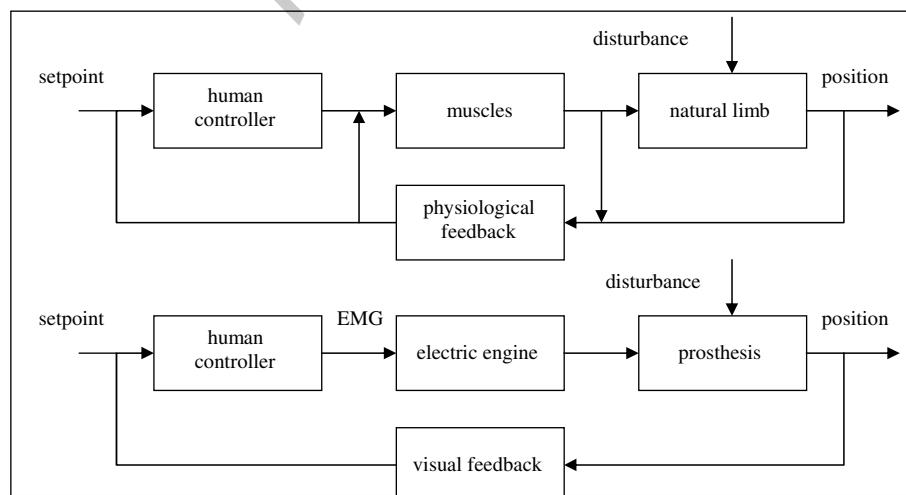 disturbance
setpoint
position
human
controller
muscles
natural limb
physiological
feedback
disturbance
setpoint
EMG
position
human
controller
electric engine
prosthesis
visual feedback